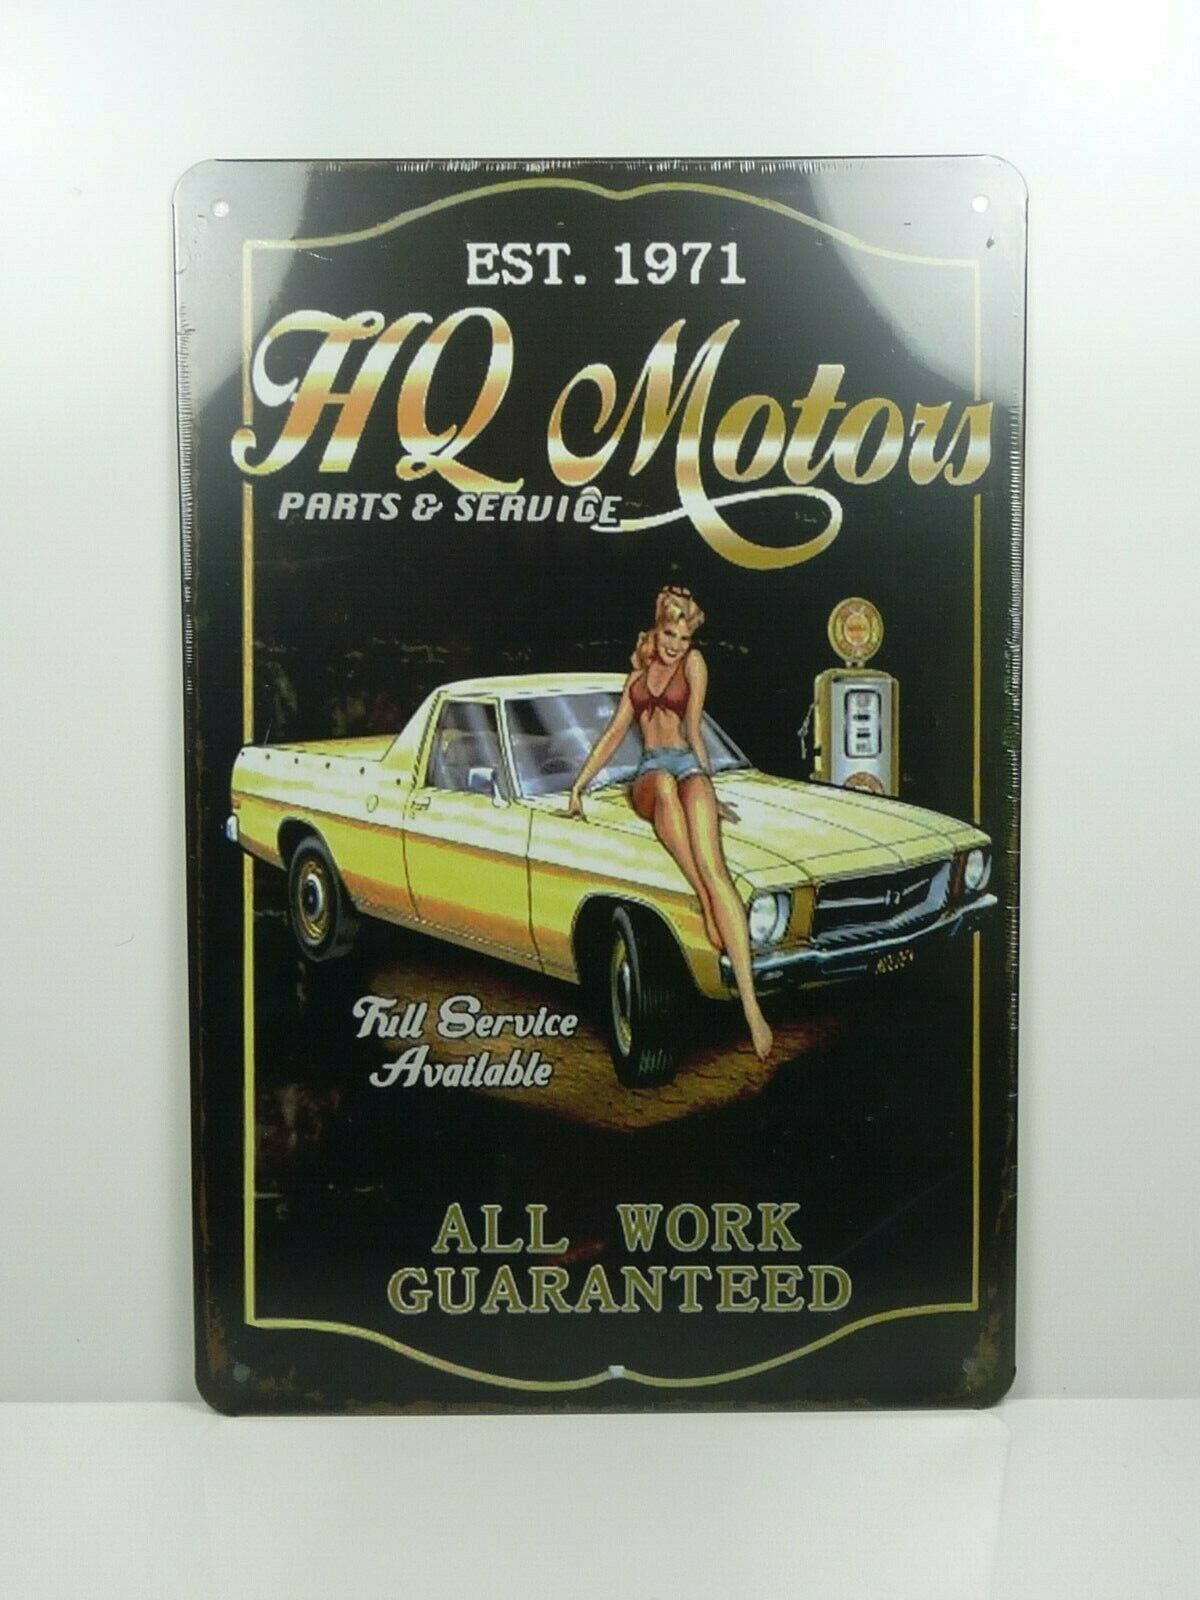 EST. 1971
HQ Motors
PARTS & SERVICE
Full Service
Available
ALL WORK
GUARANTEED